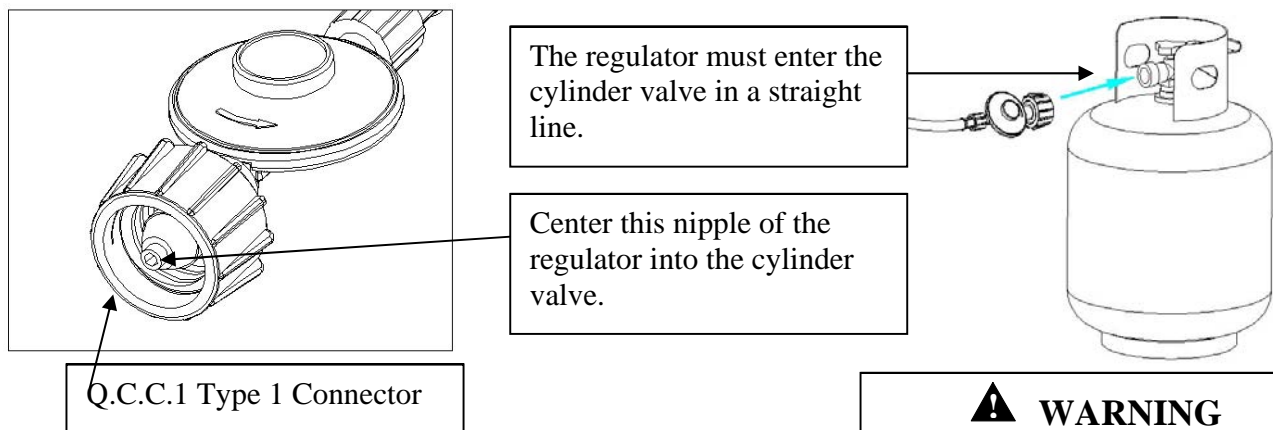 The regulator must enter the
cylinder valve in a straight
line.
Center this nipple of the
regulator into the cylinder
valve.
Q.C.C.1 Type 1 Connector
WARNING